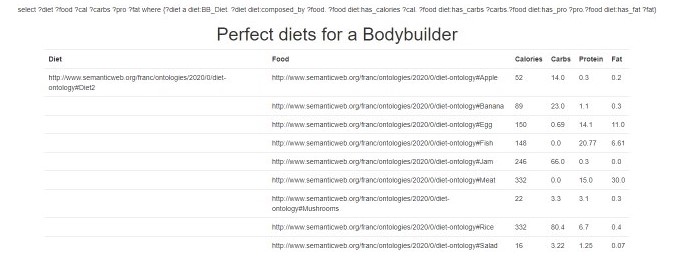 select ?diet ?food ?cal ?carbs ?pro ?fat where {?diet a diet:BB_Diet. ?diet diet:composed_by ?food. ?food diet:has_calories ?cal. ?food diet:has_carbs ?carbs.?food diet:has_pro ?pro.?food diet:has_fat ?fat}
Perfect diets for a Bodybuilder
Diet Food Calories Carbs Protein Fat
http://www.semanticweb.org/franc/ontologies/2020/0/diet- http://www.semanticweb.org/franc/ontologies/2020/0/diet-ontology#Apple 52 14.0 0.3 0.2
ontology#Diet2
http://www.semanticweb.org/franc/ontologies/2020/0/diet-ontology#Banana 89 23.0 1.1 0.3
http://www.semanticweb.org/franc/ontologies/2020/0/diet-ontology#Egg 150 0.69 14.1 11.0
http://www.semanticweb.org/franc/ontologies/2020/0/diet-ontology#Fish 148 0.0 20.77 6.61
http://www.semanticweb.org/franc/ontologies/2020/0/diet-ontology#Jam 246 66.0 0.3 0.0
http://www.semanticweb.org/franc/ontologies/2020/0/diet-ontology#Meat 332 0.0 15.0 30.0
http://www.semanticweb.org/franc/ontologies/2020/0/diet- 22 3.3 3.1 0.3
ontology#Mushrooms
http://www.semanticweb.org/franc/ontologies/2020/0/diet-ontology#Rice 332 80.4 6.7 0.4
http://www.semanticweb.org/franc/ontologies/2020/0/diet-ontology#Salad 16 3.22 1.25 0.07